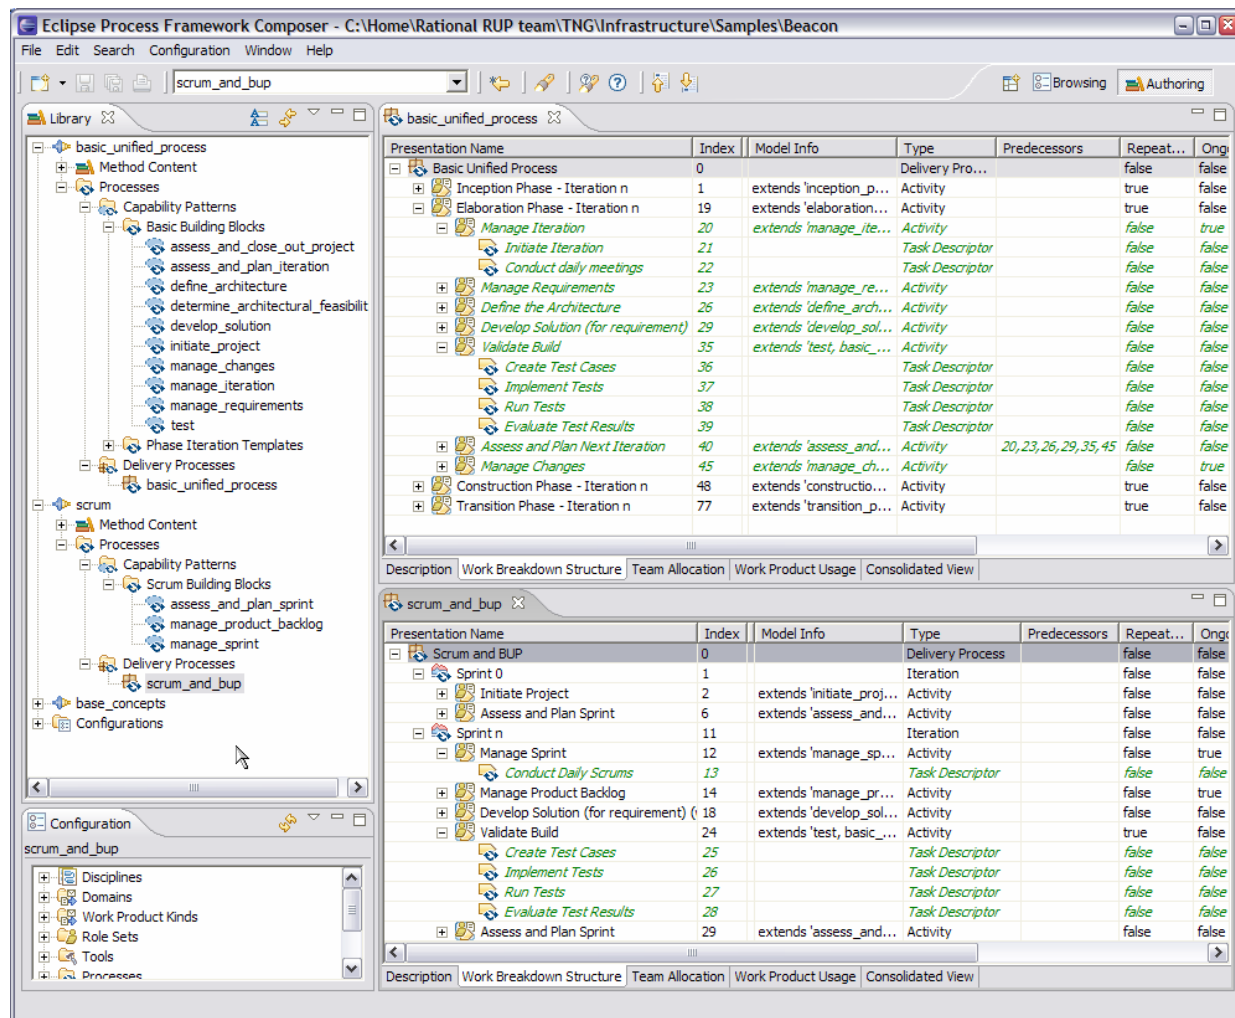 Eclipse Process Framework Composer - C:\Home\Rational RUP team\TNG\Infrastructure\Samples\Beacon
File Edit Search Configuration Window Help
scrum_and_bup Browsing Authoring
Library
basic_unified_process
Method Content
Processes
Capability Patterns
Basic Building Blocks
assess_and_close_out_project
assess_and_plan_iteration
define_architecture
determine_architectural_feasibilit
develop_solution
initiate_project
manage_changes
manage_iteration
manage_requirements
test
Phase Iteration Templates
Delivery Processes
basic_unified_process
scrum
Method Content
Processes
Capability Patterns
Scrum Building Blocks
assess_and_plan_sprint
manage_product_backlog
manage_sprint
Delivery Processes
scrum_and_bup
base_concepts
Configurations
Configuration
scrum_and_bup
Disciplines
Domains
Work Product Kinds
Role Sets
Tools
Processes
basic_unified_process
Presentation Name Index Model Info Type Predecessors Repeat... Ong
Basic Unified Process 0 Delivery Pro... false false
Inception Phase - Iteration n 1 extends 'inception_p... Activity true false
Elaboration Phase - Iteration n 19 extends 'elaboration... Activity true false
Manage Iteration 20 extends 'manage_ite... Activity false true
Initiate Iteration 21 Task Descriptor false false
Conduct daily meetings 22 Task Descriptor false false
Manage Requirements 23 extends 'manage_re... Activity false false
Define the Architecture 26 extends 'define_arch... Activity false false
Develop Solution (for requirement) 29 extends 'develop_sol... Activity false false
Validate Build 35 extends 'test, basic_... Activity false false
Create Test Cases 36 Task Descriptor false false
Implement Tests 37 Task Descriptor false false
Run Tests 38 Task Descriptor false false
Evaluate Test Results 39 Task Descriptor false false
Assess and Plan Next Iteration 40 extends 'assess_and... Activity 20,23,26,29,35,45 false false
Manage Changes 45 extends 'manage_ch... Activity false true
Construction Phase - Iteration n 48 extends 'constructio... Activity true false
Transition Phase - Iteration n 77 extends 'transition_p... Activity true false
Description Work Breakdown Structure Team Allocation Work Product Usage Consolidated View
scrum_and_bup
Presentation Name Index Model Info Type Predecessors Repeat... Ong
Scrum and BUP 0 Delivery Process false false
Sprint 0 1 Iteration false false
Initiate Project 2 extends 'initiate_proj... Activity false false
Assess and Plan Sprint 6 extends 'assess_and... Activity false false
Sprint n 11 Iteration false false
Manage Sprint 12 extends 'manage_sp... Activity false true
Conduct Daily Scrums 13 Task Descriptor false false
Manage Product Backlog 14 extends 'manage_pr... Activity false true
Develop Solution (for requirement) ( 18 extends 'develop_sol... Activity false false
Validate Build 24 extends 'test, basic_... Activity true false
Create Test Cases 25 Task Descriptor false false
Implement Tests 26 Task Descriptor false false
Run Tests 27 Task Descriptor false false
Evaluate Test Results 28 Task Descriptor false false
Assess and Plan Sprint 29 extends 'assess_and... Activity false false
Description Work Breakdown Structure Team Allocation Work Product Usage Consolidated View